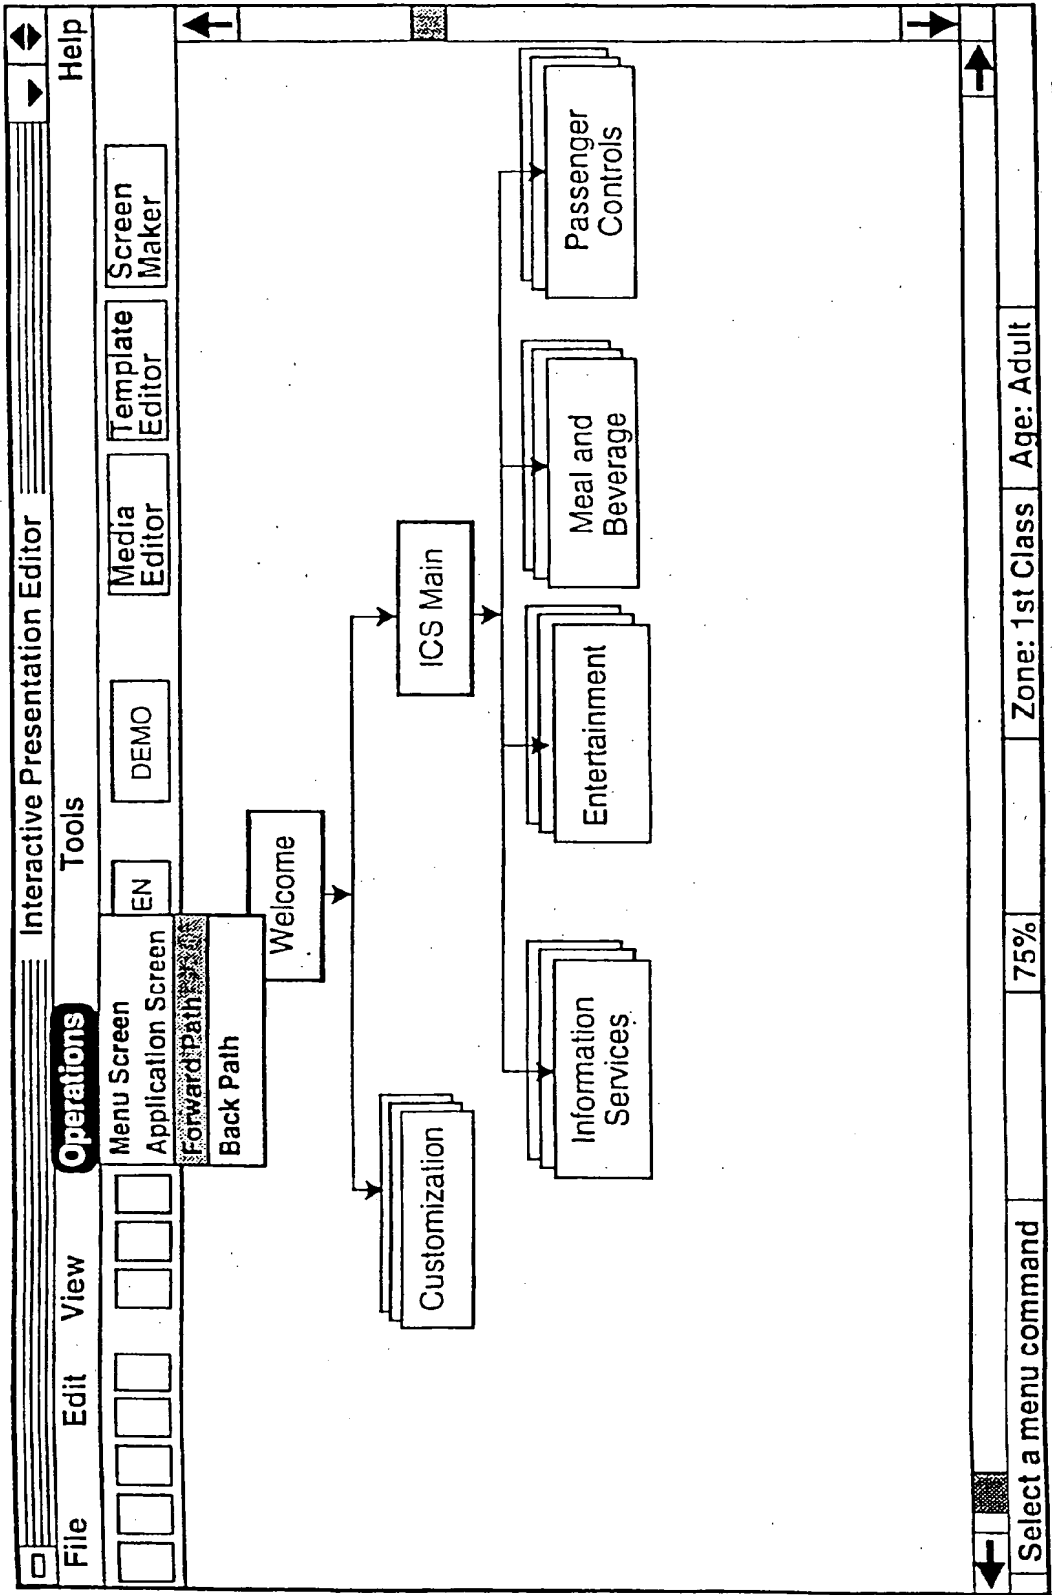 Interactive Presentation Editor
File Edit View Operations Tools Help
Menu Screen
Application Screen
Forward Path
Back Path
EN
DEMO
Media
Editor
Template
Editor
Screen
Maker
Welcome
Customization
ICS Main
Information
Services
Entertainment
Meal and
Beverage
Passenger
Controls
Select a menu command
75%
Zone: 1st Class
Age: Adult